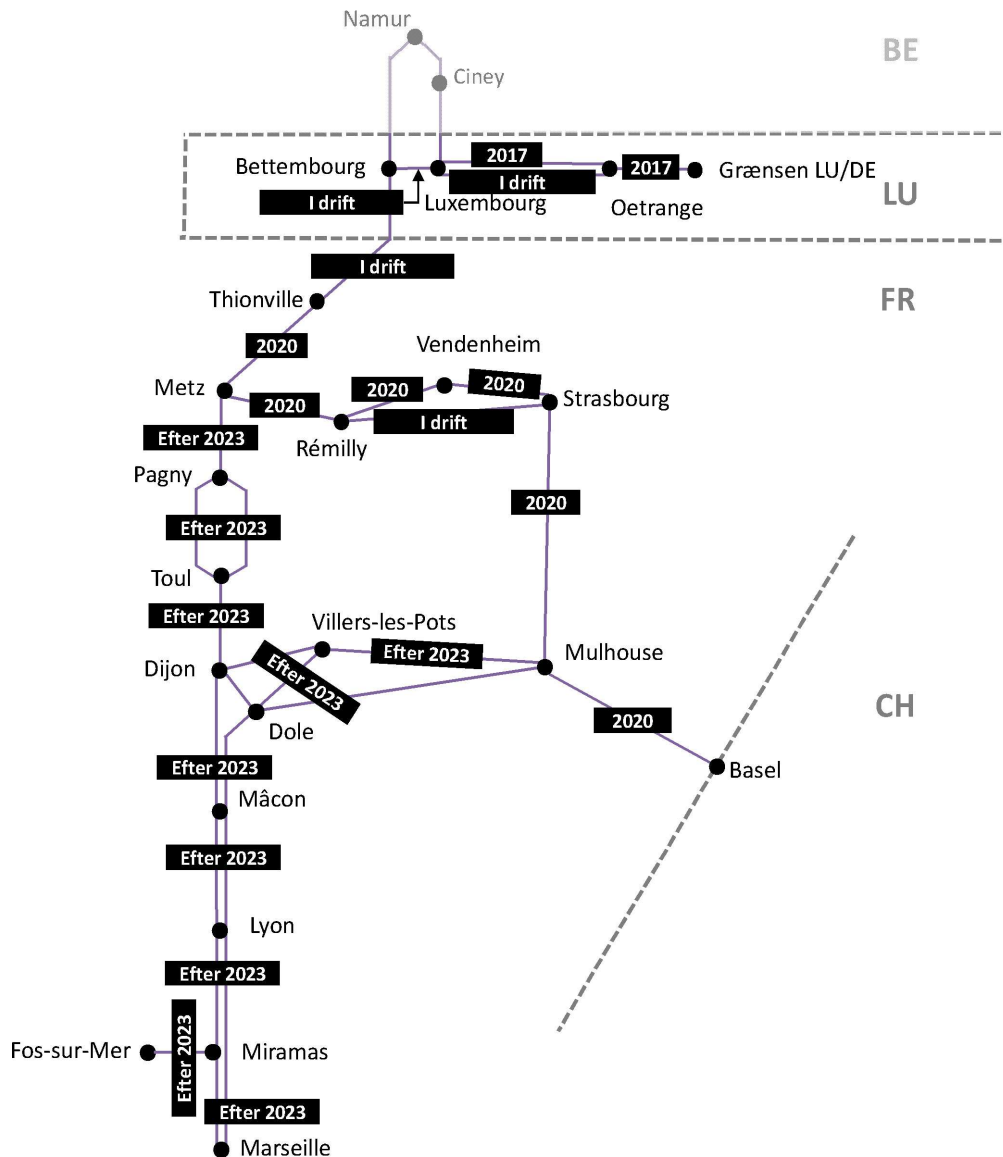 Namur
BE
Ciney
2017
Bettembourg
2017
Grænsen LU/DE
I drift
I drift
Luxembourg
Oetrange
LU
I drift
Thionville
FR
2020
Vendenheim
Metz
2020
2020
2020
Strasbourg
I drift
Efter 2023
Rémilly
Pagny
2020
Efter 2023
Toul
Efter 2023
Villers-les-Pots
Efter 2023
Mulhouse
Dijon
Efter 2023
CH
Dole
2020
Efter 2023
Basel
Mâcon
Efter 2023
Lyon
Efter 2023
Fos-sur-Mer
Efter 2023
Miramas
Efter 2023
Marseille